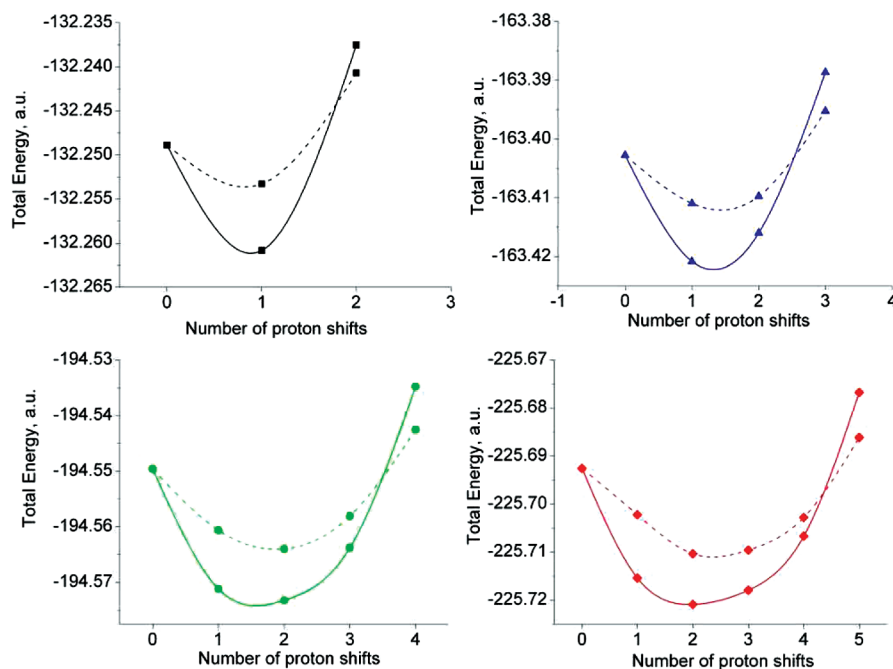 Total Energy, a.u.
-132.235
-132.240
-132.245
-132.250
-132.255
-132.260
-132.265
0 1 2 3
Number of proton shifts
Total Energy, a.u.
-163.38
-163.39
-163.40
-163.41
-163.42
-1 0 1 2 3 4
Number of proton shifts
Total Energy, a.u.
-194.53
-194.54
-194.55
-194.56
-194.57
0 1 2 3 4
Number of proton shifts
Total Energy, a.u.
-225.67
-225.68
-225.69
-225.70
-225.71
-225.72
0 1 2 3 4 5
Number of proton shifts